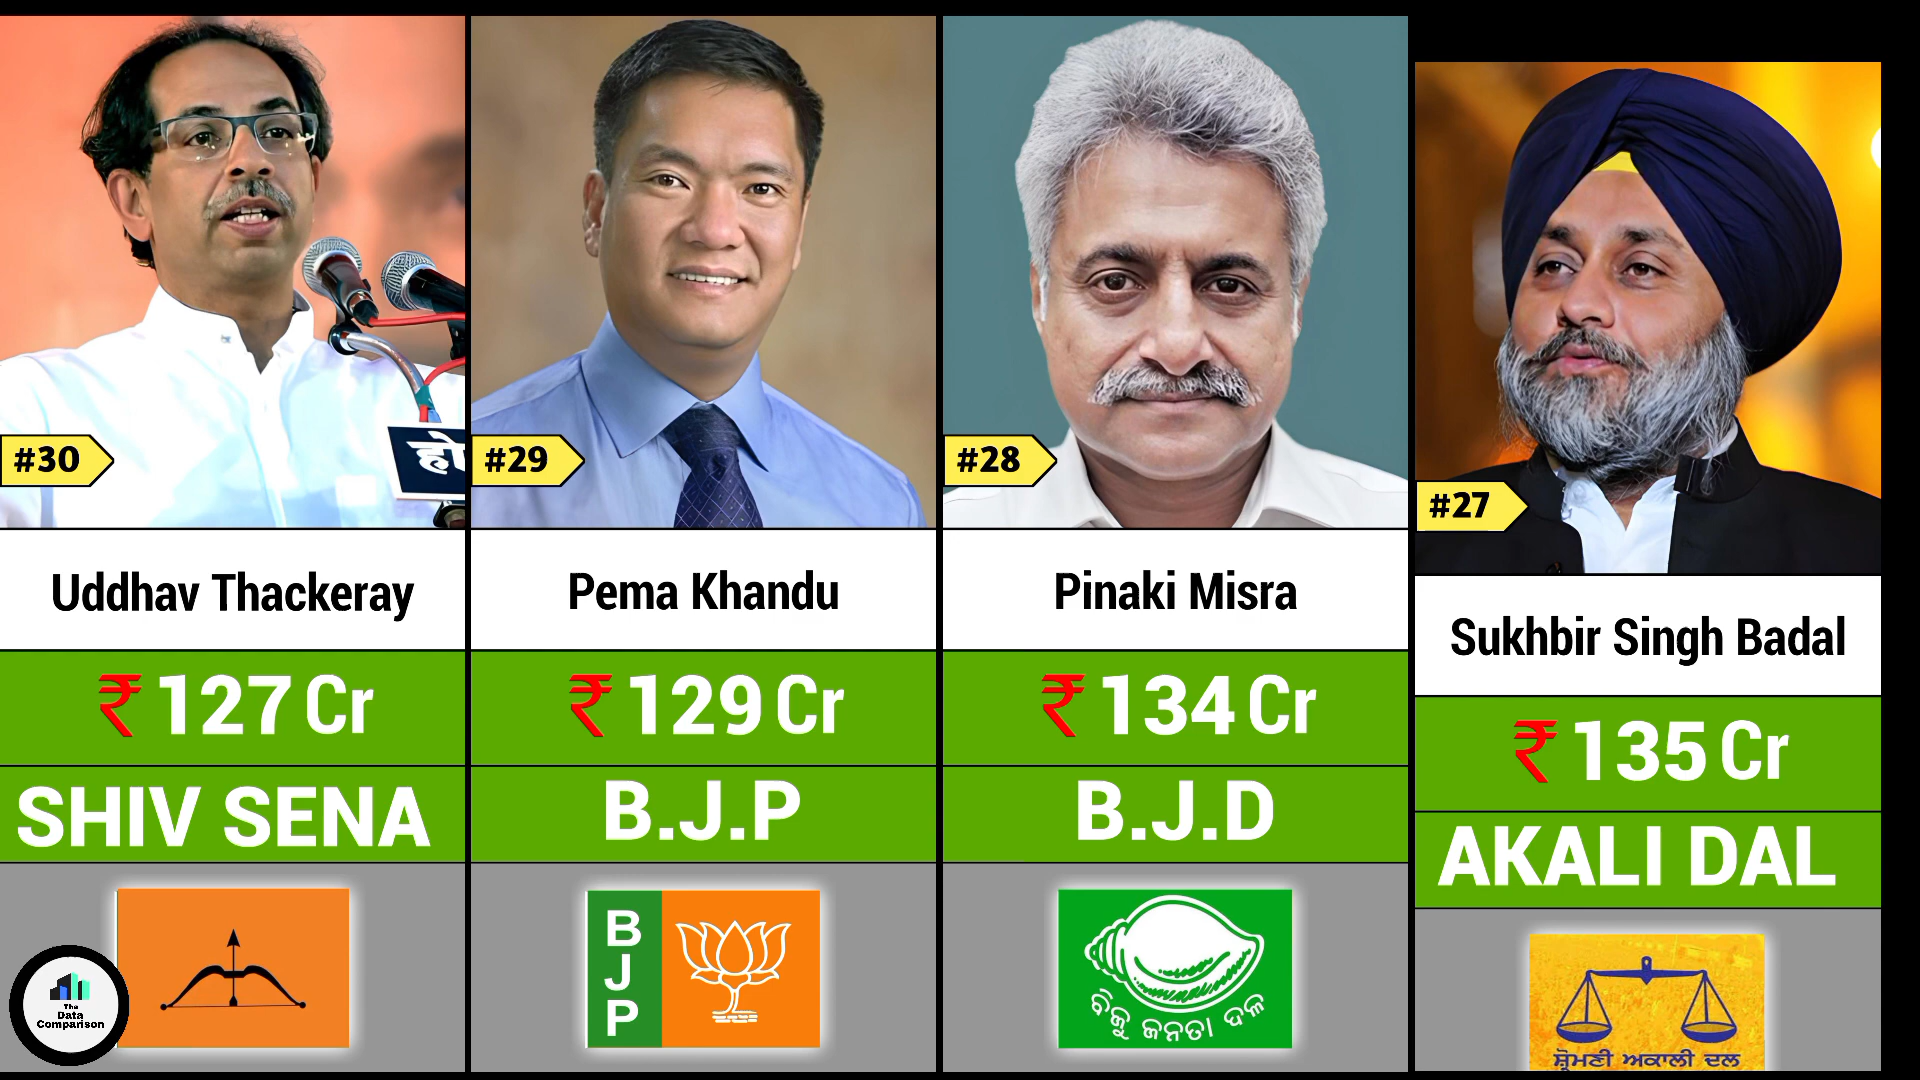 #30
Uddhav Thackeray
₹ 127 Cr
SHIV SENA
#29
Pema Khandu
₹ 129 Cr
B.J.P
B
J
P
#28
Pinaki Misra
₹ 134 Cr
B.J.D
ବିଜୁ ଜନତା ଦଳ
#27
Sukhbir Singh Badal
₹ 135 Cr
AKALI DAL
ਸ਼੍ਰੋਮਣੀ ਅਕਾਲੀ ਦਲ
The
Data
Comparison